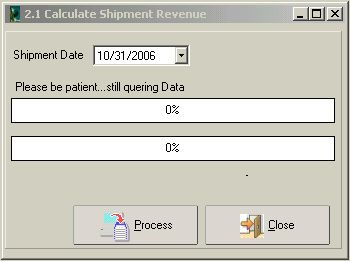 2.1 Calculate Shipment Revenue
Shipment Date 10/31/2006
Please be patient...still quering Data
0%
0%
Process Close